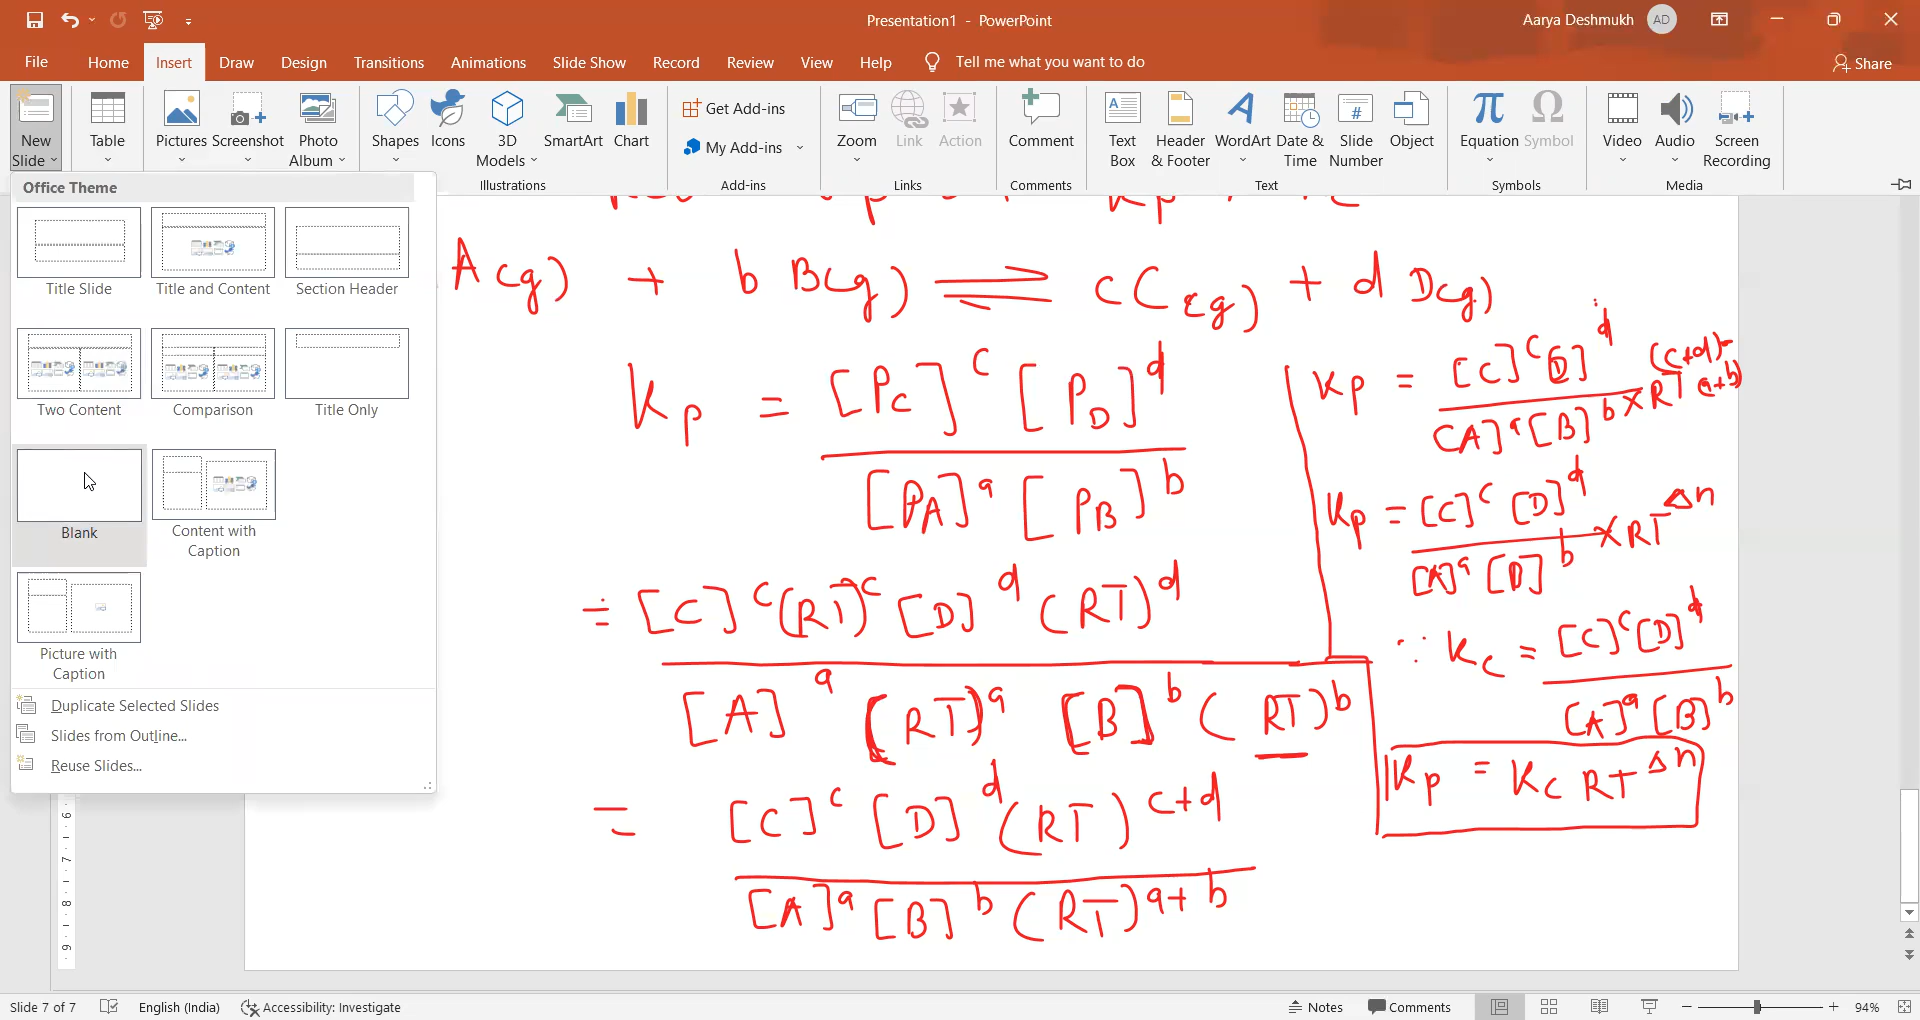 Presentation1 - PowerPoint
Aarya Deshmukh AD
File Home Insert Draw Design Transitions Animations Slide Show Record Review View Help Tell me what you want to do
Share
New Slide
Table
Pictures Screenshot Photo Album
Shapes Icons 3D Models SmartArt Chart
Get Add-ins
My Add-ins
Zoom Link Action
Comment
Text Box Header & Footer WordArt Date & Time Slide Number Object
Equation Symbol
Video Audio Screen Recording
Illustrations Add-ins Links Comments Text Symbols Media
Office Theme
Title Slide Title and Content Section Header
Two Content Comparison Title Only
Blank Content with Caption
Picture with Caption
Duplicate Selected Slides
Slides from Outline...
Reuse Slides...
A(g) + b B(g) ⇌ cC(g) + d D(g)
Kp = [PC]^c [PD]^d / [PA]^a [PB]^b
= [C]^c (RT)^c [D]^d (RT)^d / [A]^a (RT)^a [B]^b (RT)^b
= [C]^c [D]^d (RT)^c+d / [A]^a [B]^b (RT)^a+b
Kp = [C]^c [D]^d / [A]^a [B]^b × RT^(c+d)-(a+b)
Kp = [C]^c [D]^d / [A]^a [B]^b × RT^Δn
∵ Kc = [C]^c [D]^d / [A]^a [B]^b
Kp = Kc RT^Δn
6 7 8 9
Slide 7 of 7 English (India) Accessibility: Investigate Notes Comments 94%